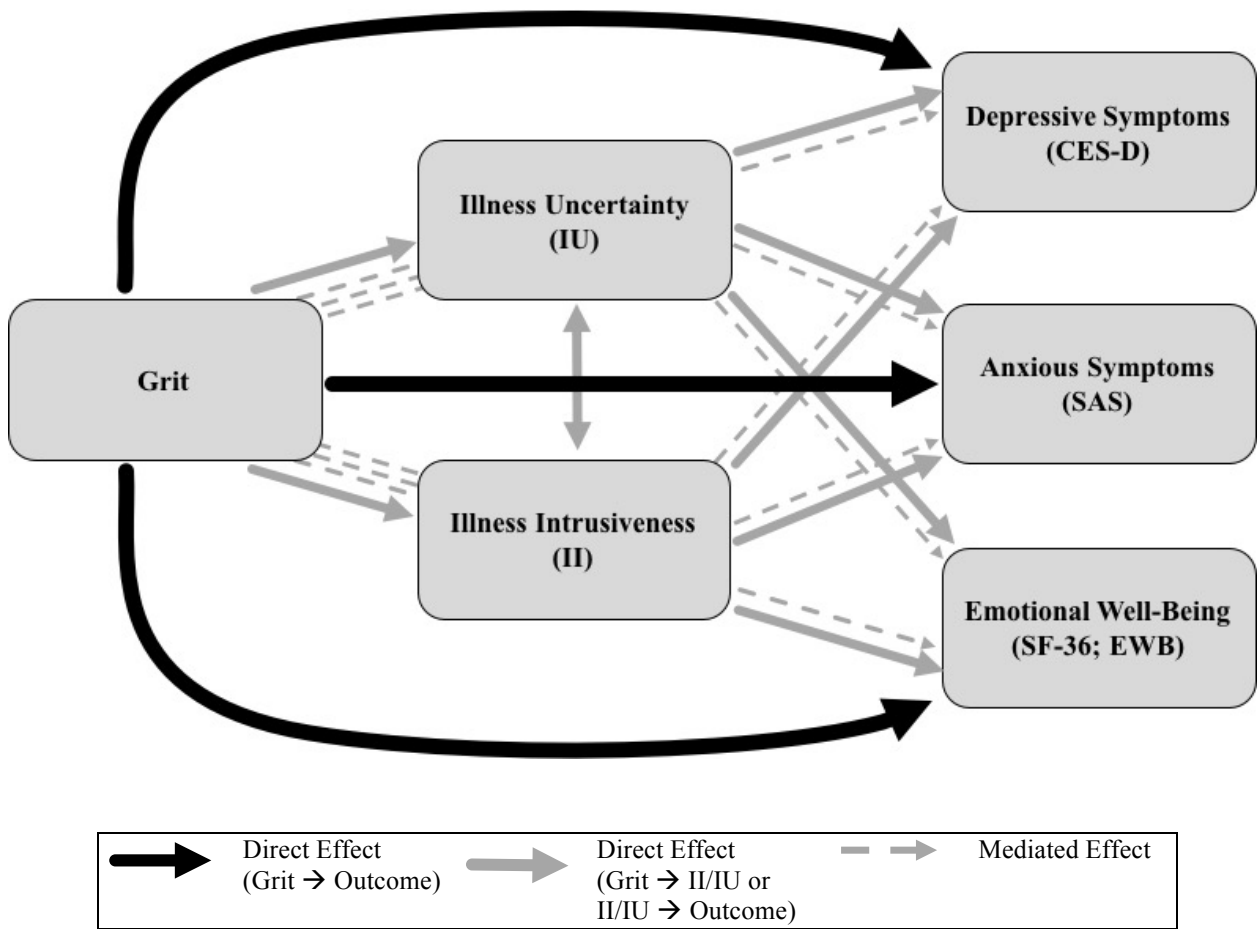 Depressive Symptoms
(CES-D)
Illness Uncertainty
(IU)
Grit
Anxious Symptoms
(SAS)
Illness Intrusiveness
(II)
Emotional Well-Being
(SF-36; EWB)
Direct Effect
(Grit → Outcome)
Direct Effect
(Grit → II/IU or
II/IU → Outcome)
Mediated Effect